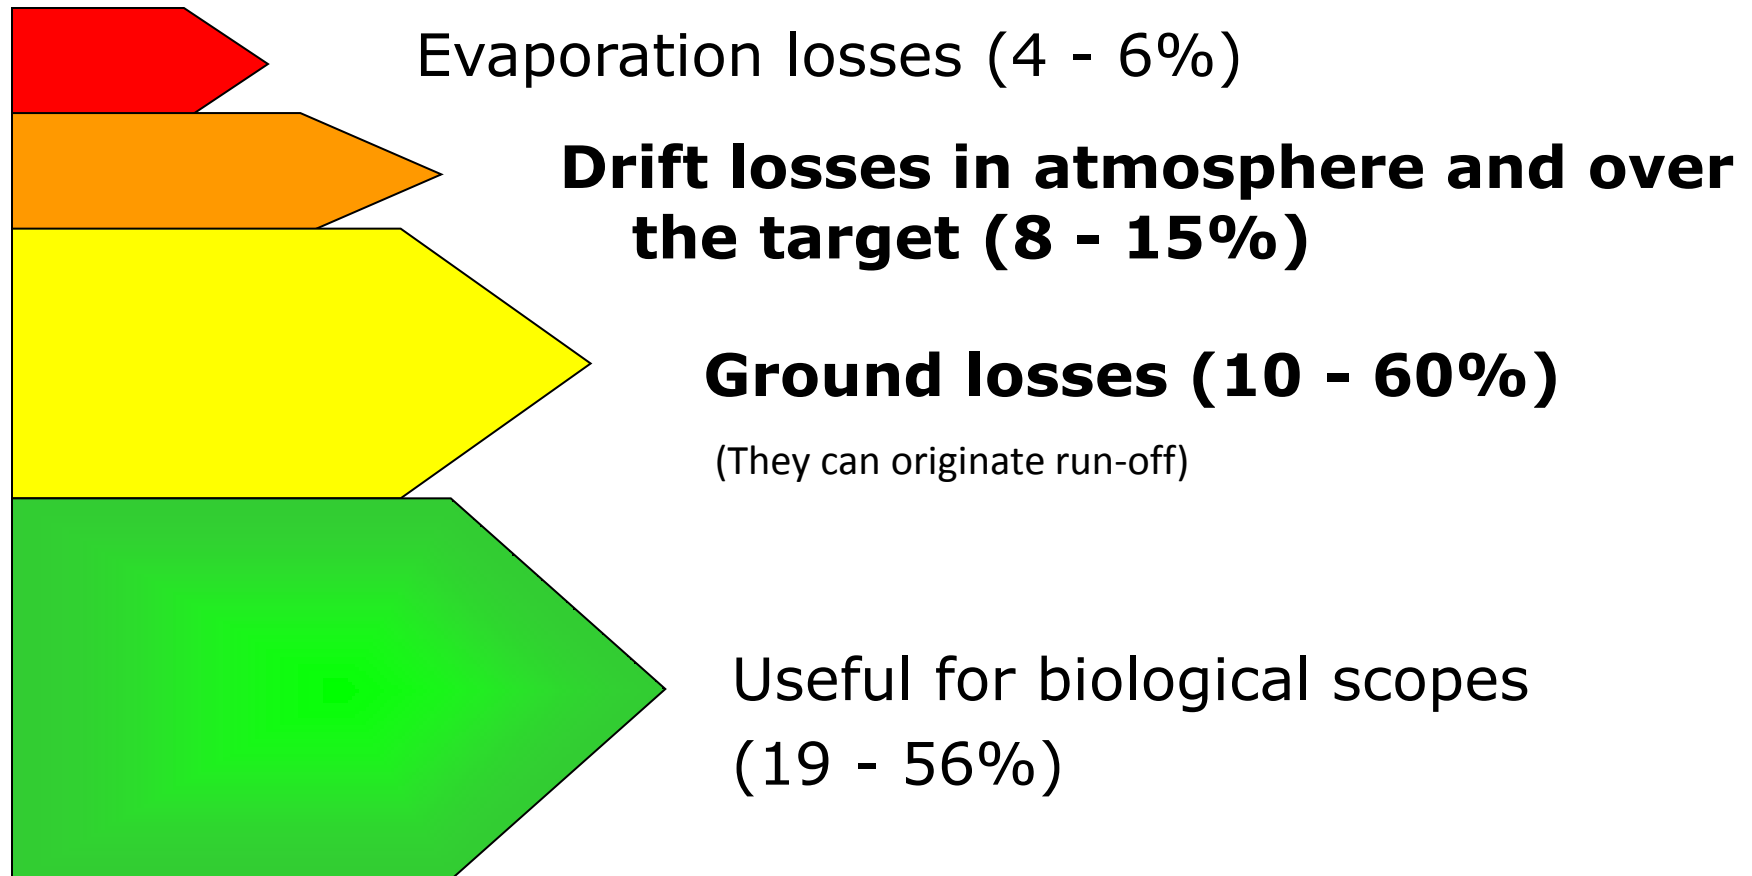 Evaporation losses (4 - 6%)
Drift losses in atmosphere and over
the target (8 - 15%)
Ground losses (10 - 60%)
(They can originate run-off)
Useful for biological scopes
(19 - 56%)